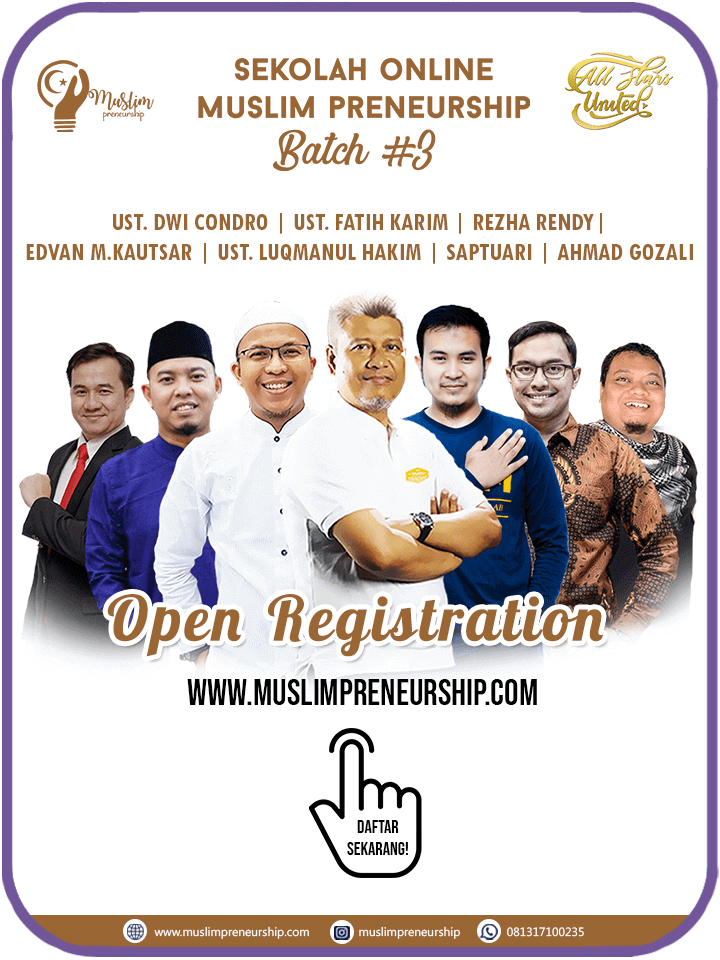 Muslim
preneurship
SEKOLAH ONLINE
MUSLIM PRENEURSHIP
Batch #3
All Stars
United
UST. DWI CONDRO | UST. FATIH KARIM | REZHA RENDY|
EDVAN M.KAUTSAR | UST. LUQMANUL HAKIM | SAPTUARI | AHMAD GOZALI
Open Registration
WWW.MUSLIMPRENEURSHIP.COM
DAFTAR
SEKARANG!
www.muslimpreneurship.com muslimpreneurship 081317100235